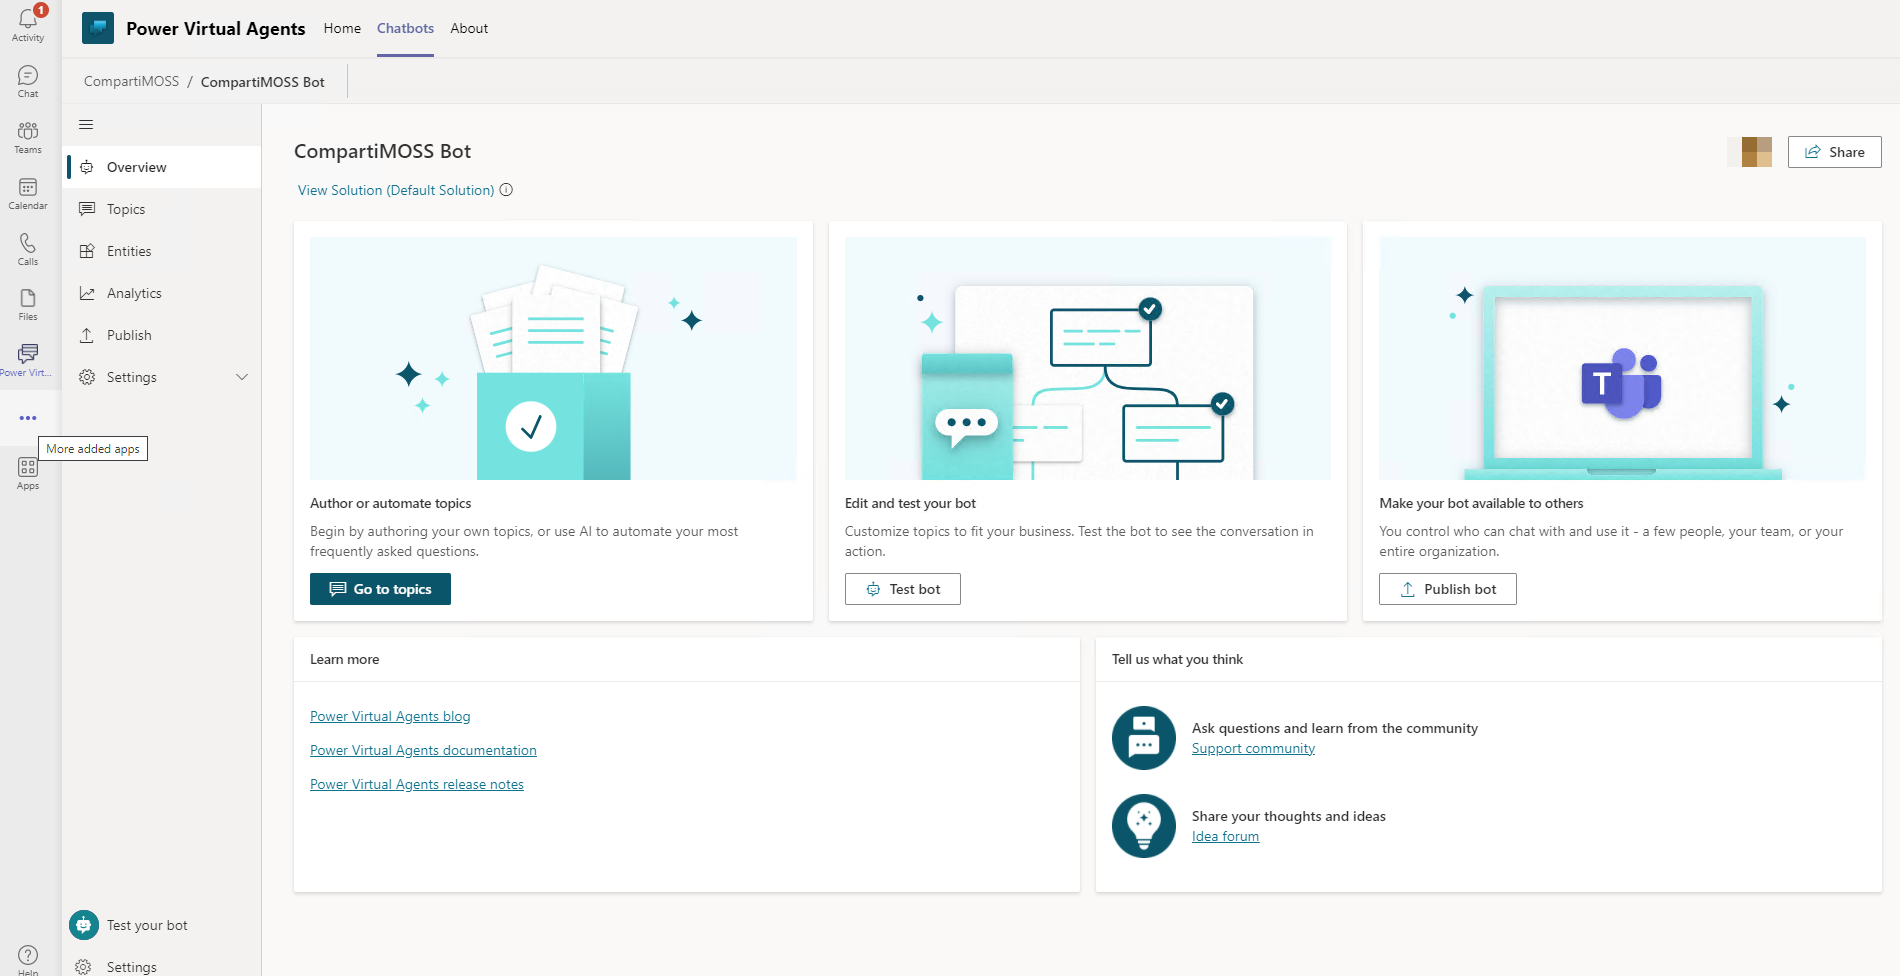 1
Activity
Chat
Teams
Calendar
Calls
Files
Power Virt...
More added apps
Apps
Help
Power Virtual Agents
Home
Chatbots
About
CompartiMOSS / CompartiMOSS Bot
Overview
Topics
Entities
Analytics
Publish
Settings
Test your bot
Settings
CompartiMOSS Bot
Share
View Solution (Default Solution)
T
Author or automate topics
Begin by authoring your own topics, or use AI to automate your most
frequently asked questions.
Go to topics
Edit and test your bot
Customize topics to fit your business. Test the bot to see the conversation in
action.
Test bot
Make your bot available to others
You control who can chat with and use it - a few people, your team, or your
entire organization.
Publish bot
Learn more
Power Virtual Agents blog
Power Virtual Agents documentation
Power Virtual Agents release notes
Tell us what you think
Ask questions and learn from the community
Support community
Share your thoughts and ideas
Idea forum